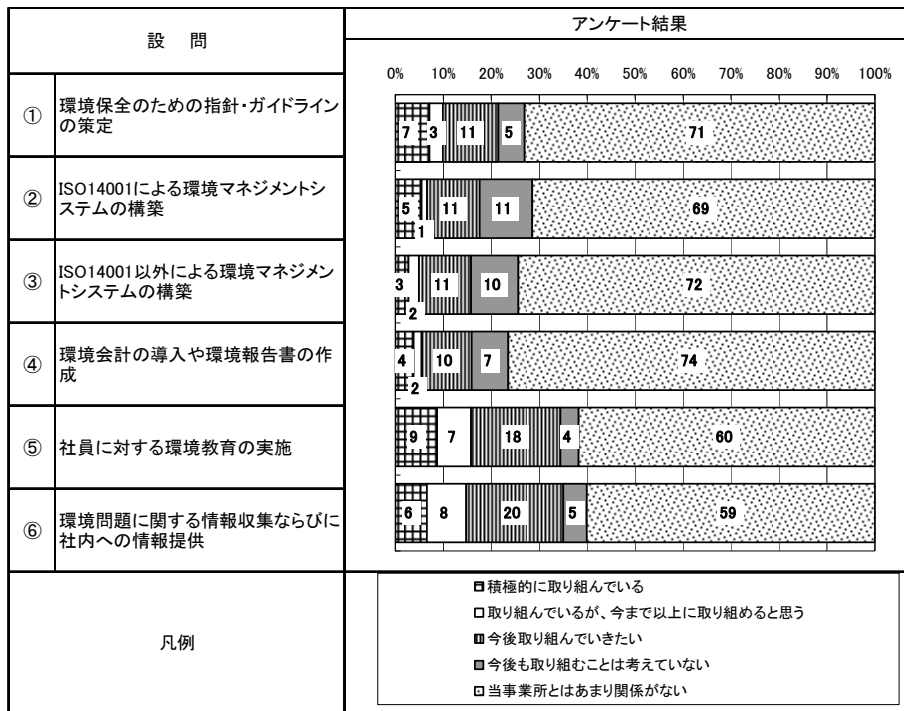 設　問
アンケート結果
0% 10% 20% 30% 40% 50% 60% 70% 80% 90% 100%
① 環境保全のための指針・ガイドライン
の策定
7 3 11 5 71
② ISO14001による環境マネジメントシ
ステムの構築
5 1 11 11 69
③ ISO14001以外による環境マネジメン
トシステムの構築
3 2 11 10 72
④ 環境会計の導入や環境報告書の作
成
4 2 10 7 74
⑤ 社員に対する環境教育の実施
9 7 18 4 60
⑥ 環境問題に関する情報収集ならびに
社内への情報提供
6 8 20 5 59
凡例
積極的に取り組んでいる
取り組んでいるが、今まで以上に取り組めると思う
今後取り組んでいきたい
今後も取り組むことは考えていない
当事業所とはあまり関係がない